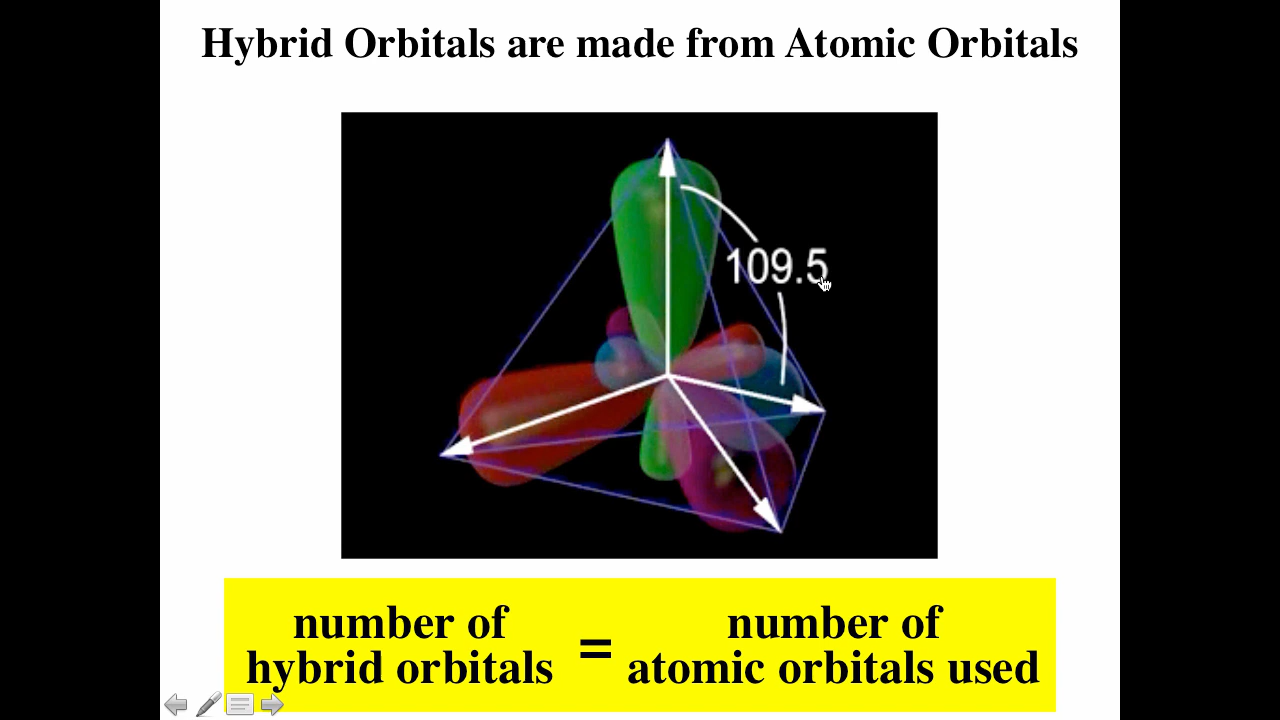 Hybrid Orbitals are made from Atomic Orbitals
109.5
number of
hybrid orbitals
=
number of
atomic orbitals used